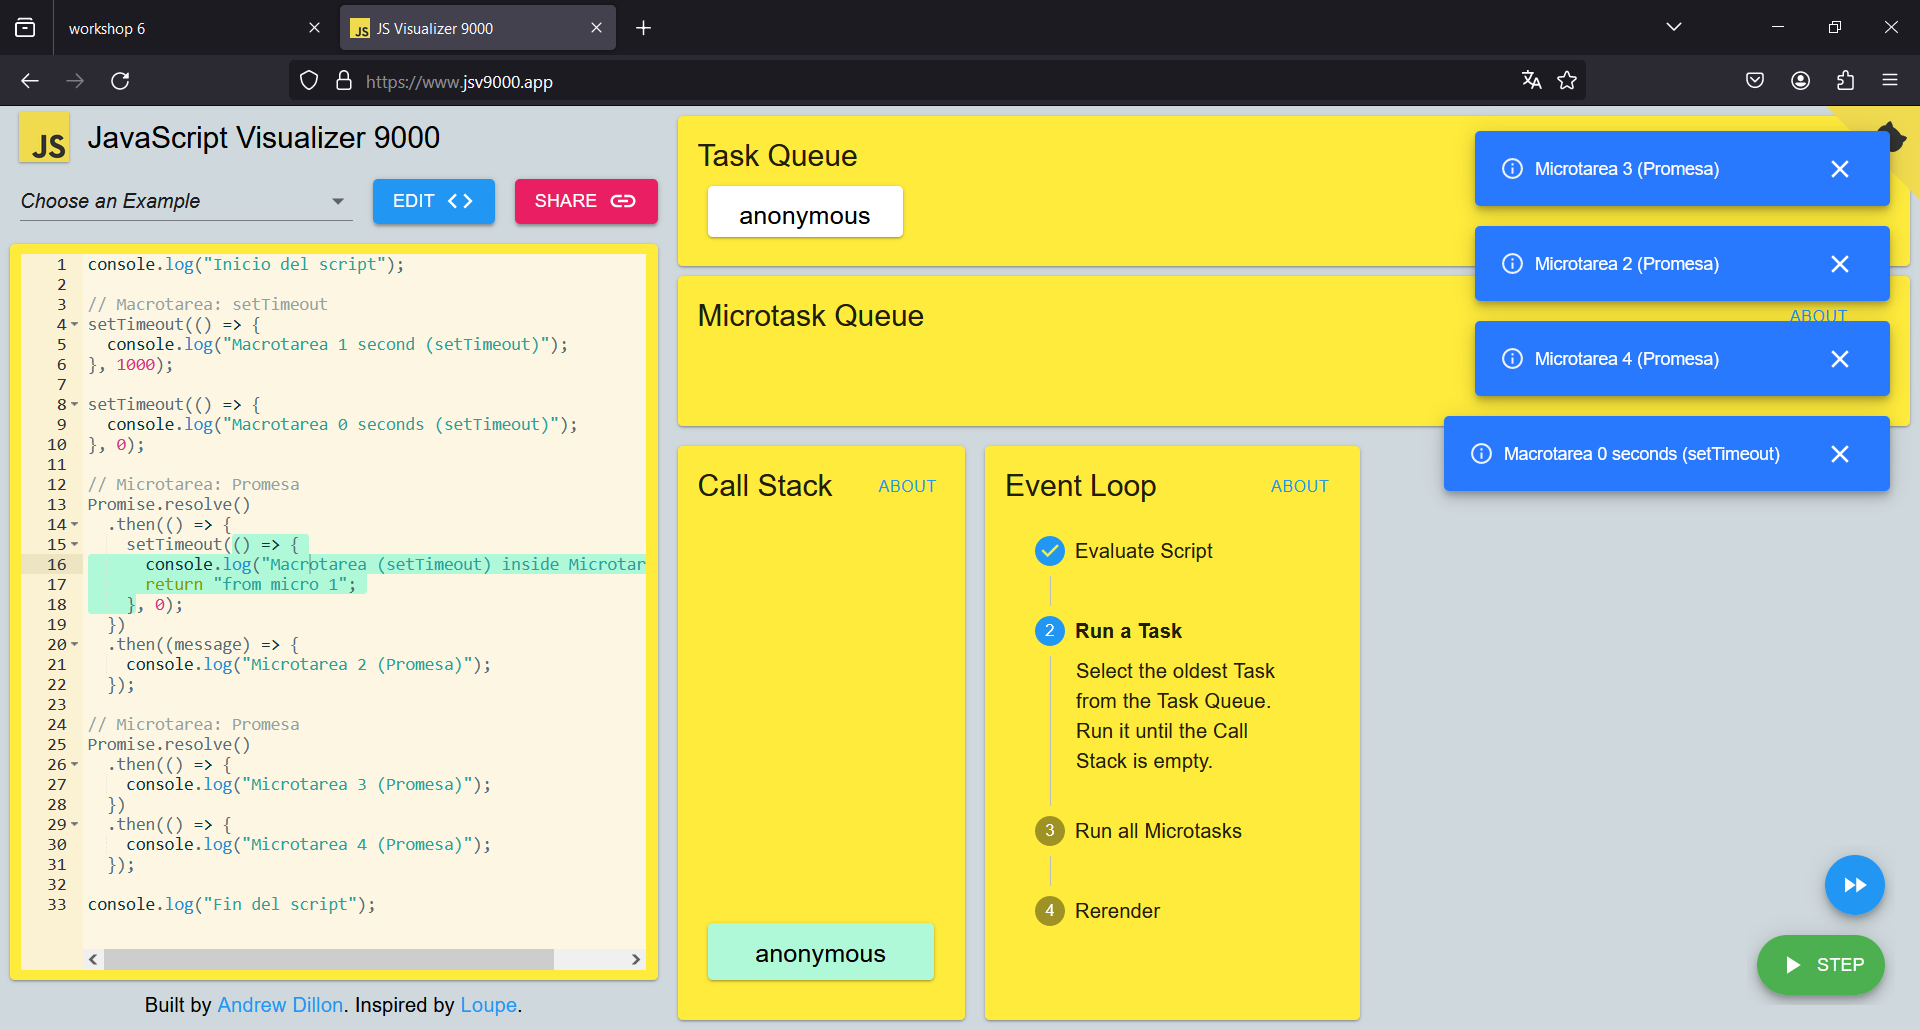 workshop 6
JS
JS Visualizer 9000
https://www.jsv9000.app
JS
JavaScript Visualizer 9000
Choose an Example
EDIT
SHARE
1 console.log("Inicio del script");
2
3 // Macrotarea: setTimeout
4 setTimeout(() => {
5 console.log("Macrotarea 1 second (setTimeout)");
6 }, 1000);
7
8 setTimeout(() => {
9 console.log("Macrotarea 0 seconds (setTimeout)");
10 }, 0);
11
12 // Microtarea: Promesa
13 Promise.resolve()
14 .then(() => {
15 setTimeout(() => {
16 console.log("Macrotarea (setTimeout) inside Microtar
17 return "from micro 1";
18 }, 0);
19 })
20 .then((message) => {
21 console.log("Microtarea 2 (Promesa)");
22 });
23
24 // Microtarea: Promesa
25 Promise.resolve()
26 .then(() => {
27 console.log("Microtarea 3 (Promesa)");
28 })
29 .then(() => {
30 console.log("Microtarea 4 (Promesa)");
31 });
32
33 console.log("Fin del script");
Built by Andrew Dillon. Inspired by Loupe.
Task Queue
anonymous
Microtask Queue
ABOUT
Call Stack
ABOUT
anonymous
Event Loop
ABOUT
Evaluate Script
2 Run a Task
Select the oldest Task
from the Task Queue.
Run it until the Call
Stack is empty.
3 Run all Microtasks
4 Rerender
Microtarea 3 (Promesa)
Microtarea 2 (Promesa)
Microtarea 4 (Promesa)
Macrotarea 0 seconds (setTimeout)
STEP